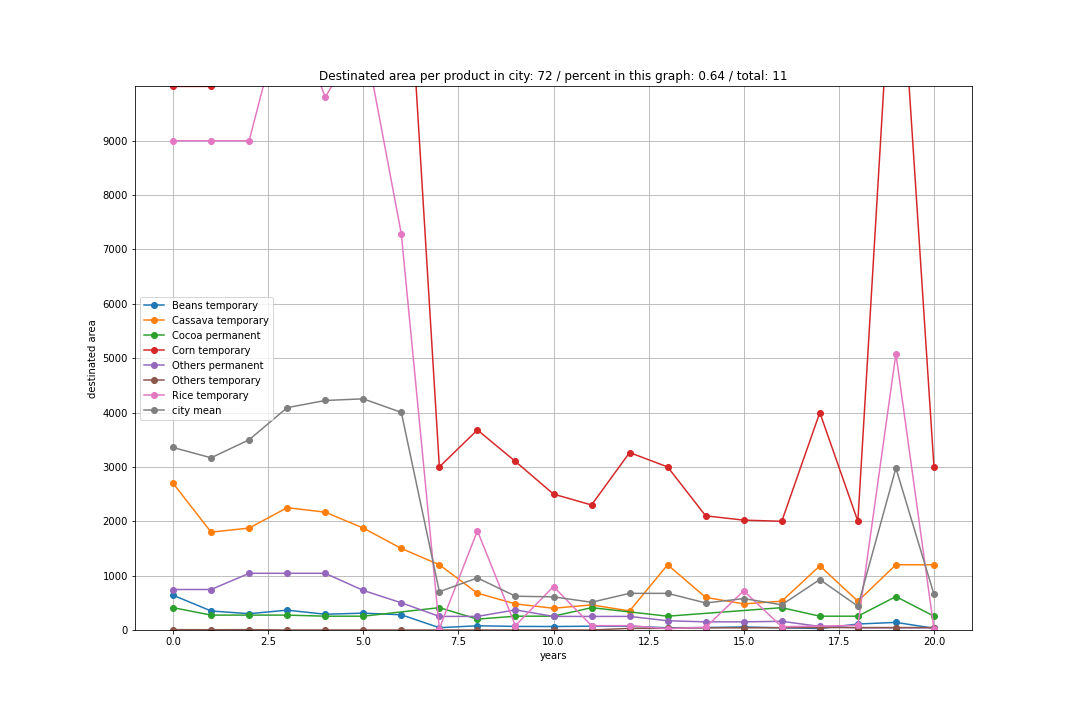 Destinated area per product in city: 72 / percent in this graph: 0.64 / total: 11
9000
8000
7000
6000
5000
4000
3000
2000
1000
0
destinated area
Beans temporary
Cassava temporary
Cocoa permanent
Corn temporary
Others permanent
Others temporary
Rice temporary
city mean
0.0 2.5 5.0 7.5 10.0 12.5 15.0 17.5 20.0
years